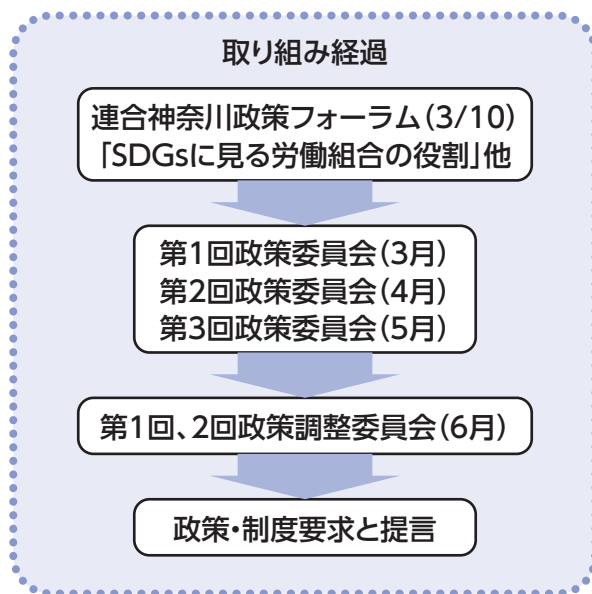 取り組み経過
連合神奈川政策フォーラム(3/10)
「SDGsに見る労働組合の役割」他
第1回政策委員会(3月)
第2回政策委員会(4月)
第3回政策委員会(5月)
第1回、2回政策調整委員会(6月)
政策・制度要求と提言